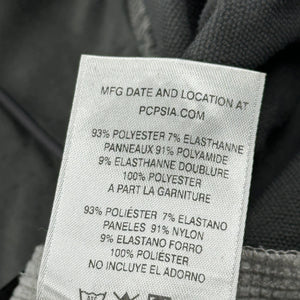 MFG DATE AND LOCATION AT
PCPSIA.COM
93% POLYESTER 7% ELASTHANNE
PANNEAUX 91% POLYAMIDE
9% ELASTHANNE DOUBLURE
100% POLYESTER
A PART LA GARNITURE
93% POLIÉSTER 7% ELASTANO
PANELES 91% NYLON
9% ELASTANO FORRO
100% POLIÉSTER
NO INCLUYE EL ADORNO